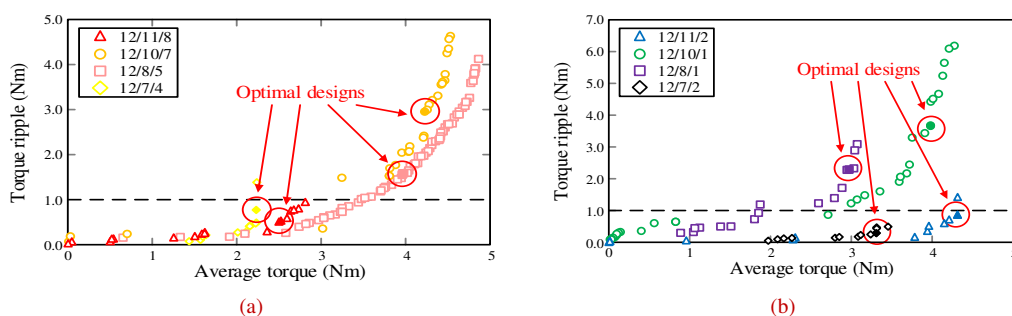 5.0
4.0
3.0
2.0
1.0
0.0
Torque ripple (Nm)
12/11/8
12/10/7
12/8/5
12/7/4
Optimal designs
0 1 2 3 4 5
Average torque (Nm)
(a)
7.0
6.0
5.0
4.0
3.0
2.0
1.0
0.0
Torque ripple (Nm)
12/11/2
12/10/1
12/8/1
12/7/2
Optimal designs
0 1 2 3 4 5
Average torque (Nm)
(b)